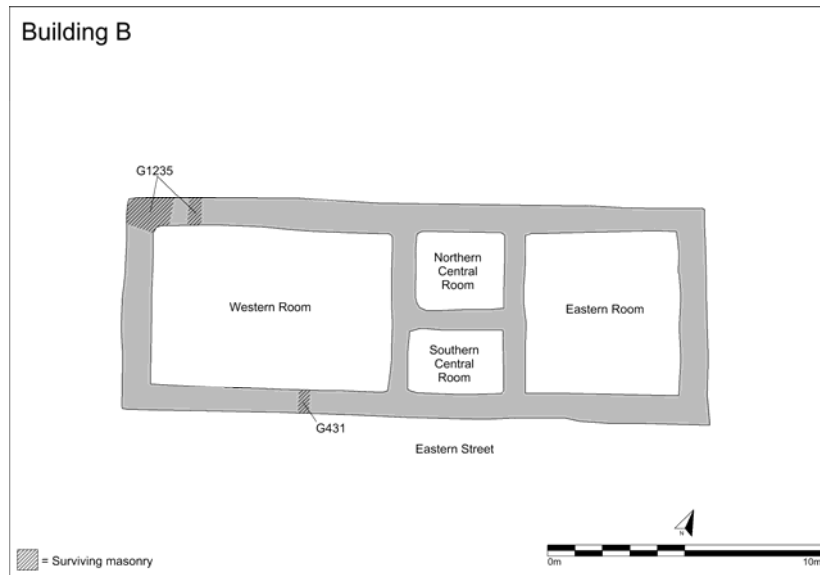 Building B
G1235
Northern
Central
Room
Western Room
Eastern Room
Southern
Central
Room
G431
Eastern Street
N
= Surviving masonry
0m
10m